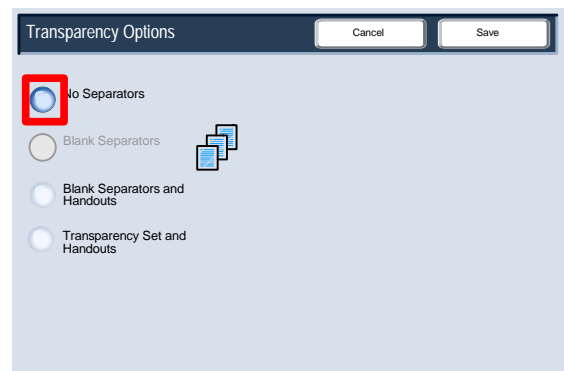 Transparency Options
Cancel
Save
No Separators
Blank Separators
Blank Separators and
Handouts
Transparency Set and
Handouts